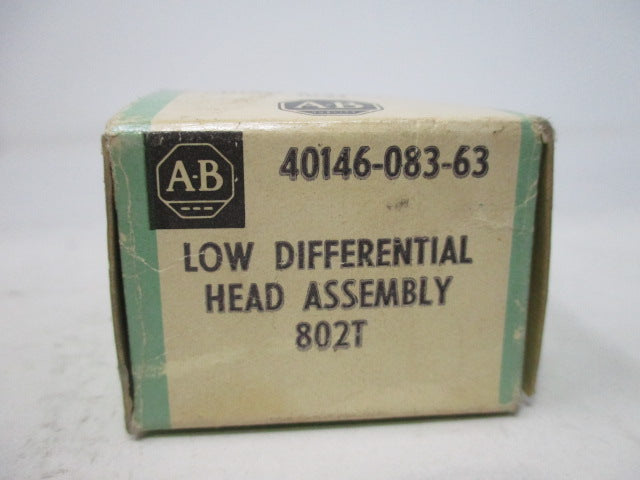 A-B
A-B
40146-083-63
LOW DIFFERENTIAL
HEAD ASSEMBLY
802T